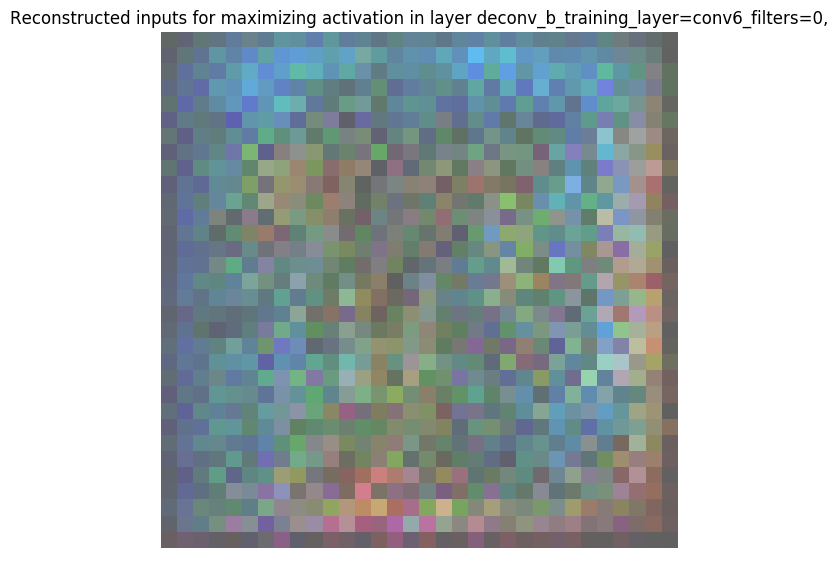 Reconstructed inputs for maximizing activation in layer deconv_b_training_layer=conv6_filters=0,